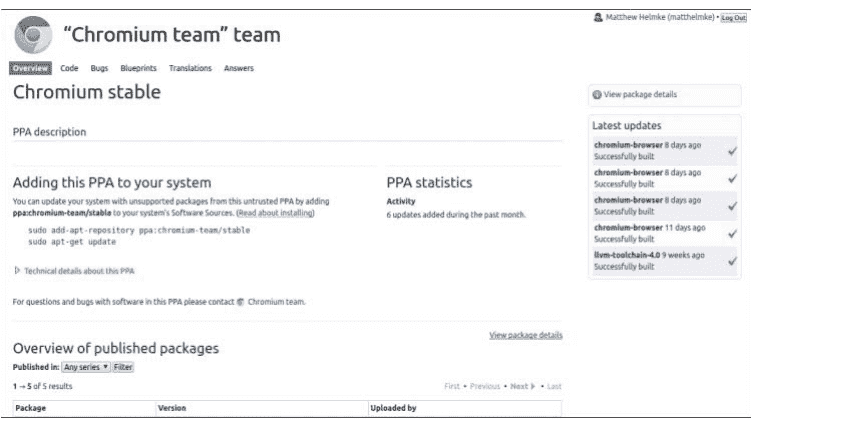 Matthew Helmke (matthelmke) • Log Out
“Chromium team” team
Overview Code Bugs Blueprints Translations Answers
Chromium stable
PPA description
Adding this PPA to your system
You can update your system with unsupported packages from this untrusted PPA by adding
ppa:chromium-team/stable to your system's Software Sources. (Read about installing)
sudo add-apt-repository ppa:chromium-team/stable
sudo apt-get update
Technical details about this PPA
For questions and bugs with software in this PPA please contact Chromium team.
PPA statistics
Activity
6 updates added during the past month.
View package details
Latest updates
chromium-browser 8 days ago
Successfully built
chromium-browser 8 days ago
Successfully built
chromium-browser 8 days ago
Successfully built
chromium-browser 11 days ago
Successfully built
llvm-toolchain-4.0 9 weeks ago
Successfully built
View package details
Overview of published packages
Published in: Any series Filter
1 → 5 of 5 results
First • Previous • Next • Last
Package Version Uploaded by